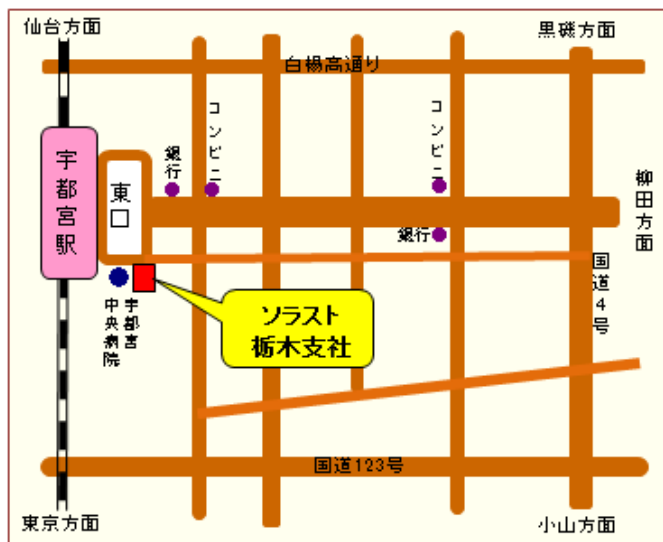 仙台方面
黒磯方面
白楊高通り
コンビニ
コンビニ
銀行
宇都宮駅
東口
柳田方面
銀行
国道4号
宇都宮
中央病院
ソラスト
栃木支社
国道123号
東京方面
小山方面